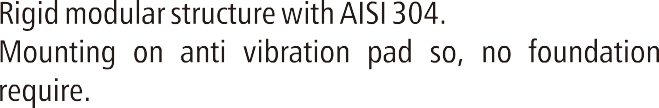 Rigid modular structure with AISI 304.
Mounting on anti vibration pad so, no foundation
require.